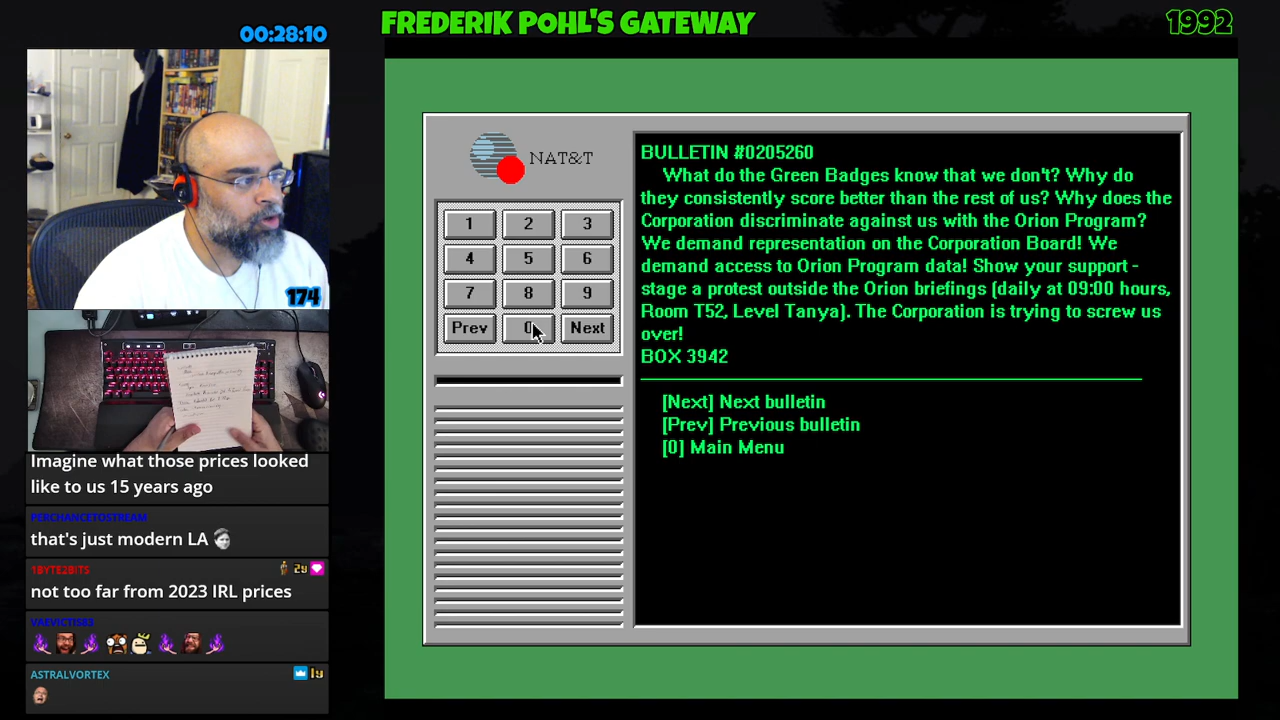 00:28:10
FREDERIK POHL'S GATEWAY
1992
174
NAT&T
1 2 3
4 5 6
7 8 9
Prev 0 Next
BULLETIN #0205260
What do the Green Badges know that we don't? Why do
they consistently score better than the rest of us? Why does the
Corporation discriminate against us with the Orion Program?
We demand representation on the Corporation Board! We
demand access to Orion Program data! Show your support -
stage a protest outside the Orion briefings (daily at 09:00 hours,
Room T52, Level Tanya). The Corporation is trying to screw us
over!
BOX 3942
[Next] Next bulletin
[Prev] Previous bulletin
[0] Main Menu
Imagine what those prices looked
like to us 15 years ago
PERCHANCETOSTREAM
that's just modern LA
1BYTE2BITS 2y
not too far from 2023 IRL prices
VAEVICTIS83
ASTRALVORTEX 1y